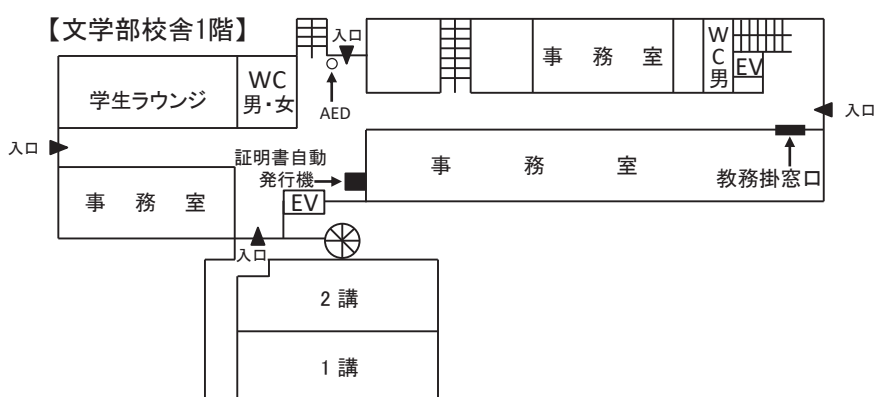 【文学部校舎1階】
入口
学生ラウンジ
WC
男・女
AED
事 務 室
WC男
EV
入口
入口
証明書自動
発行機
事 務 室
教務掛窓口
事 務 室
EV
入口
2 講
1 講